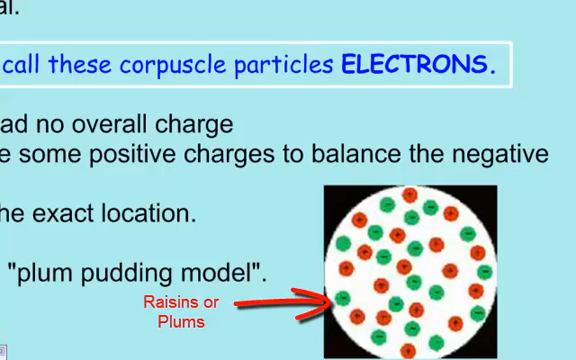 al.
call these corpuscle particles ELECTRONS.
ad no overall charge
e some positive charges to balance the negative
he exact location.
"plum pudding model".
Raisins or
Plums